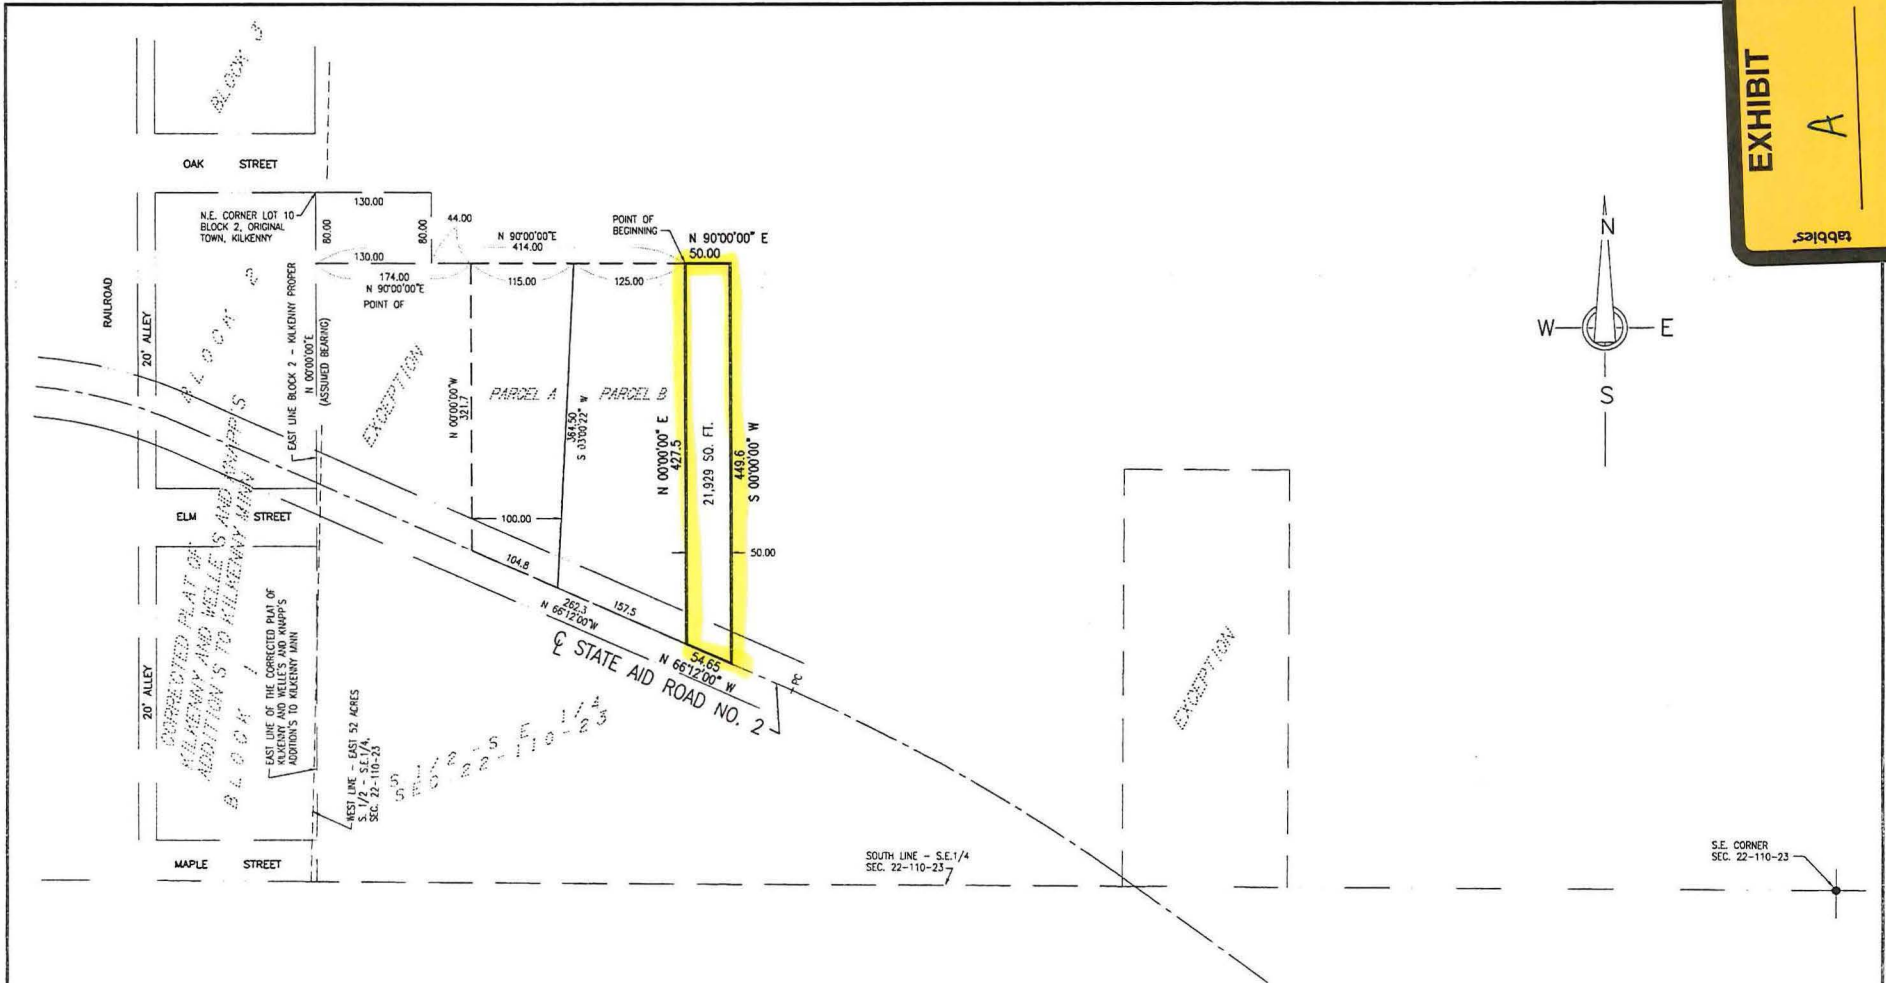 EXHIBIT
A
tabbies®
BLOCK 3
OAK STREET
N.E. CORNER LOT 10
BLOCK 2, ORIGINAL
TOWN, KILKENNY
130.00
80.00
80.00
44.00
130.00
174.00
N 90°00'00"E
POINT OF
N 90°00'00"E
414.00
115.00
125.00
POINT OF
BEGINNING
N 90°00'00" E
50.00
RAILROAD
20' ALLEY
BLOCK 2
EAST LINE BLOCK 2 - KILKENNY PROPER
N 00°00'00"E
(ASSUMED BEARING)
EXCEPTION
N 00°00'00"W
321.7
PARCEL A
364.50
S 03°00'22" W
PARCEL B
N 00°00'00" E
427.5
21,929 SQ. FT.
449.6
S 00°00'00" W
N
W E
S
ELM STREET
100.00
50.00
104.8
262.3
N 66°12'00"W
157.5
54.65
N 66°12'00" W
℄ STATE AID ROAD NO. 2
PC
20' ALLEY
CORRECTED PLAT OF
KILKENNY AND WELLE'S AND KNAPP'S
ADDITION'S TO KILKENNY MINN
BLOCK 1
EAST LINE OF THE CORRECTED PLAT OF
KILKENNY AND WELLE'S AND KNAPP'S
ADDITION'S TO KILKENNY MINN
WEST LINE - EAST 52 ACRES
S. 1/2 - S.E.1/4,
SEC. 22-110-23
S 1/2 - S E 1/4
SEC 22-110-23
EXCEPTION
MAPLE STREET
SOUTH LINE - S.E.1/4
SEC. 22-110-23
S.E. CORNER
SEC. 22-110-23